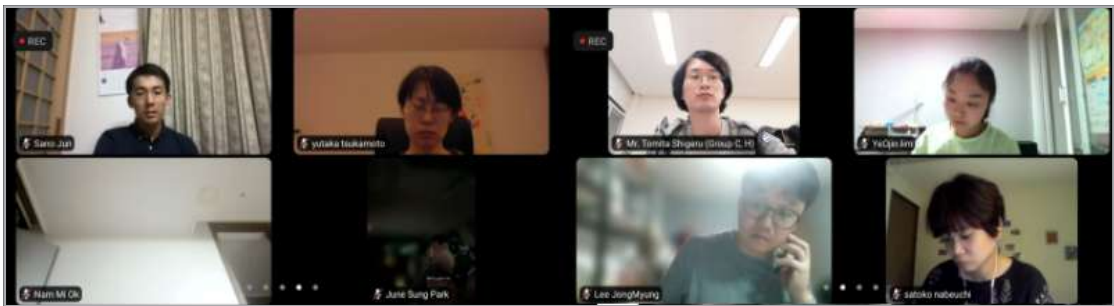 REC
REC
Sano Jun
yutaka tsukamoto
Mr. Tomita Shigeru (Group C, H)
YeOjin lim
Nam Mi Ok
June Sung Park
Lee JongMyung
satoko nabeuchi